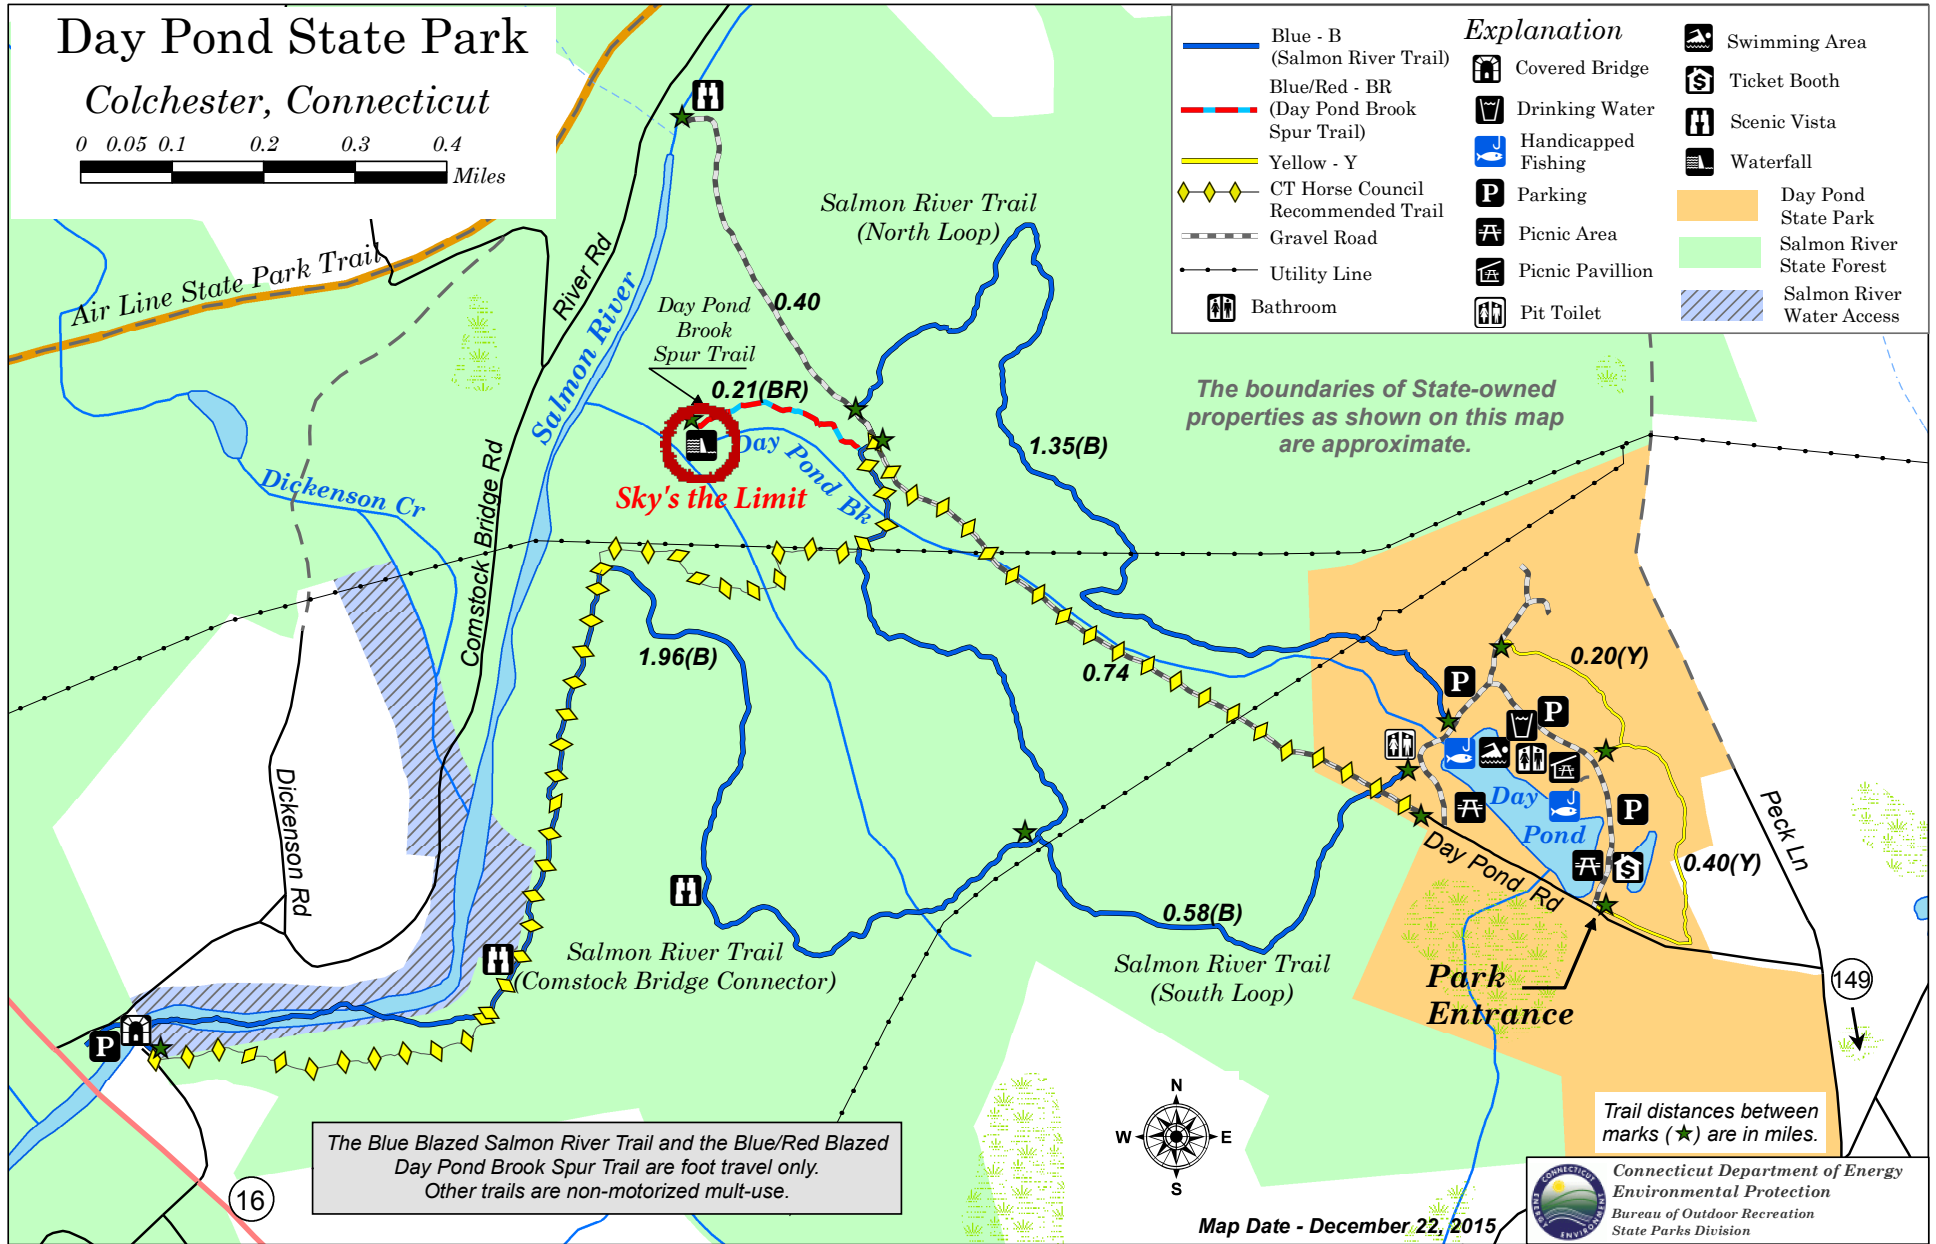 Day Pond State Park
Colchester, Connecticut
0 0.05 0.1 0.2 0.3 0.4
Miles
Explanation
Blue - B
(Salmon River Trail)
Blue/Red - BR
(Day Pond Brook
Spur Trail)
Yellow - Y
CT Horse Council
Recommended Trail
Gravel Road
Utility Line
Bathroom
Covered Bridge
Drinking Water
Handicapped
Fishing
P
Parking
Picnic Area
Picnic Pavillion
Pit Toilet
Swimming Area
$
Ticket Booth
Scenic Vista
Waterfall
Day Pond
State Park
Salmon River
State Forest
Salmon River
Water Access
Air Line State Park Trail
River Rd
Salmon River
Salmon River Trail
(North Loop)
0.40
Day Pond
Brook
Spur Trail
0.21(BR)
Day Pond Bk
Sky's the Limit
1.35(B)
The boundaries of State-owned
properties as shown on this map
are approximate.
Dickenson Cr
Comstock Bridge Rd
1.96(B)
0.74
0.20(Y)
P
P
Day
Pond
P
$
0.40(Y)
Peck Ln
Dickenson Rd
Day Pond Rd
0.58(B)
Salmon River Trail
(Comstock Bridge Connector)
Salmon River Trail
(South Loop)
Park
Entrance
149
P
16
The Blue Blazed Salmon River Trail and the Blue/Red Blazed
Day Pond Brook Spur Trail are foot travel only.
Other trails are non-motorized mult-use.
N
W E
S
Trail distances between
marks (★) are in miles.
Map Date - December 22, 2015
CONNECTICUT
ENERGY
ENVIRONMENT
Connecticut Department of Energy
Environmental Protection
Bureau of Outdoor Recreation
State Parks Division